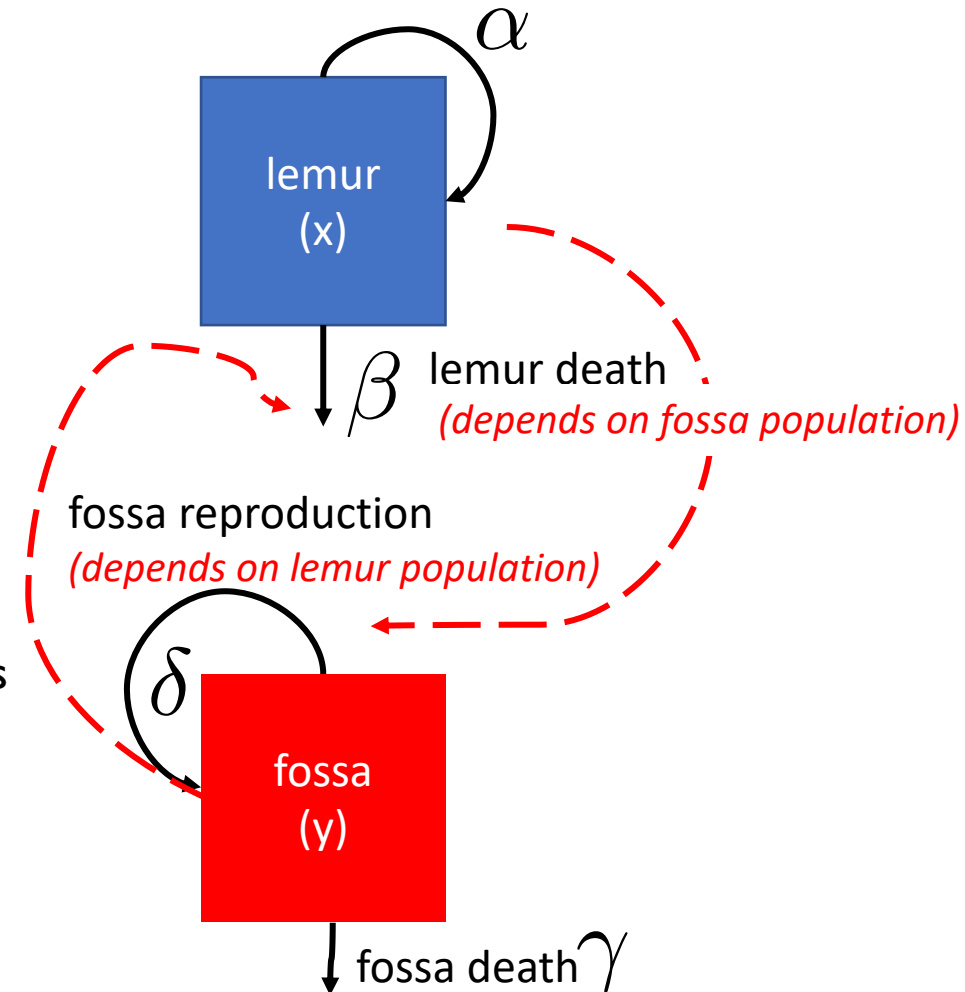 α
lemur
(x)
β
lemur death
(depends on fossa population)
fossa reproduction
(depends on lemur population)
s
δ
fossa
(y)
fossa death γ